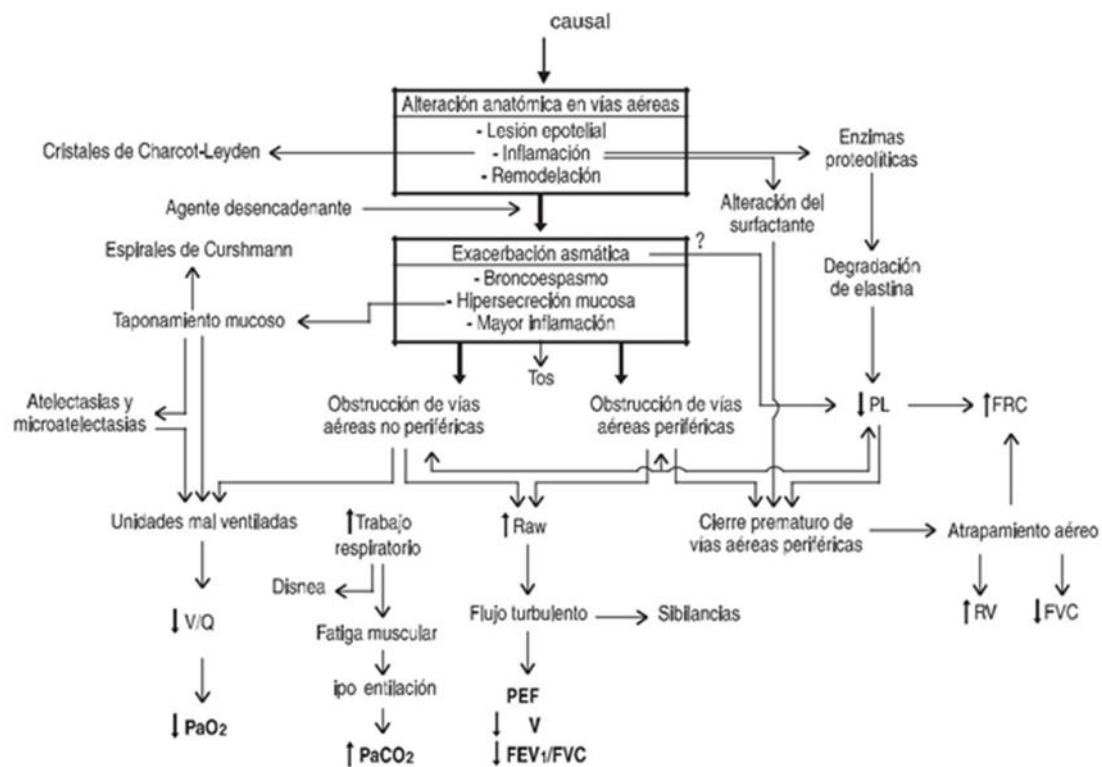 causal
Alteración anatómica en vías aéreas
- Lesión epotelial
- Inflamación
- Remodelación
Cristales de Charcot-Leyden
Enzimas
proteolíticas
Alteración del
surfactante
Agente desencadenante
Espirales de Curshmann
?
Exacerbación asmática
- Broncoespasmo
- Hipersecreción mucosa
- Mayor inflamación
Degradación
de elastina
Taponamiento mucoso
Tos
Atelectasias y
microatelectasias
Obstrucción de vías
aéreas no periféricas
Obstrucción de vías
aéreas periféricas
↓ PL
↑ FRC
Unidades mal ventiladas
↑ Trabajo
respiratorio
↑ Raw
Cierre prematuro de
vías aéreas periféricas
Atrapamiento aéreo
Disnea
↓ V/Q
Fatiga muscular
Flujo turbulento
Sibilancias
↑ RV
↓ FVC
ipo entilación
↓ PaO₂
↑ PaCO₂
PEF
↓ V
↓ FEV₁/FVC